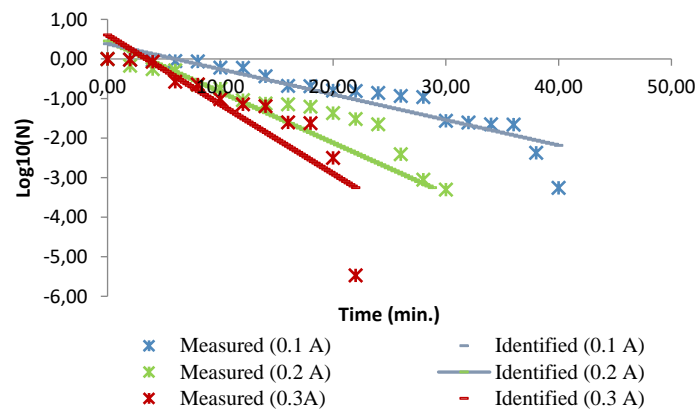 1,00
0,00
-1,00
-2,00
-3,00
-4,00
-5,00
-6,00
Log10(N)
0,00 10,00 20,00 30,00 40,00 50,00
Time (min.)
Measured (0.1 A) Identified (0.1 A)
Measured (0.2 A) Identified (0.2 A)
Measured (0.3A) Identified (0.3 A)